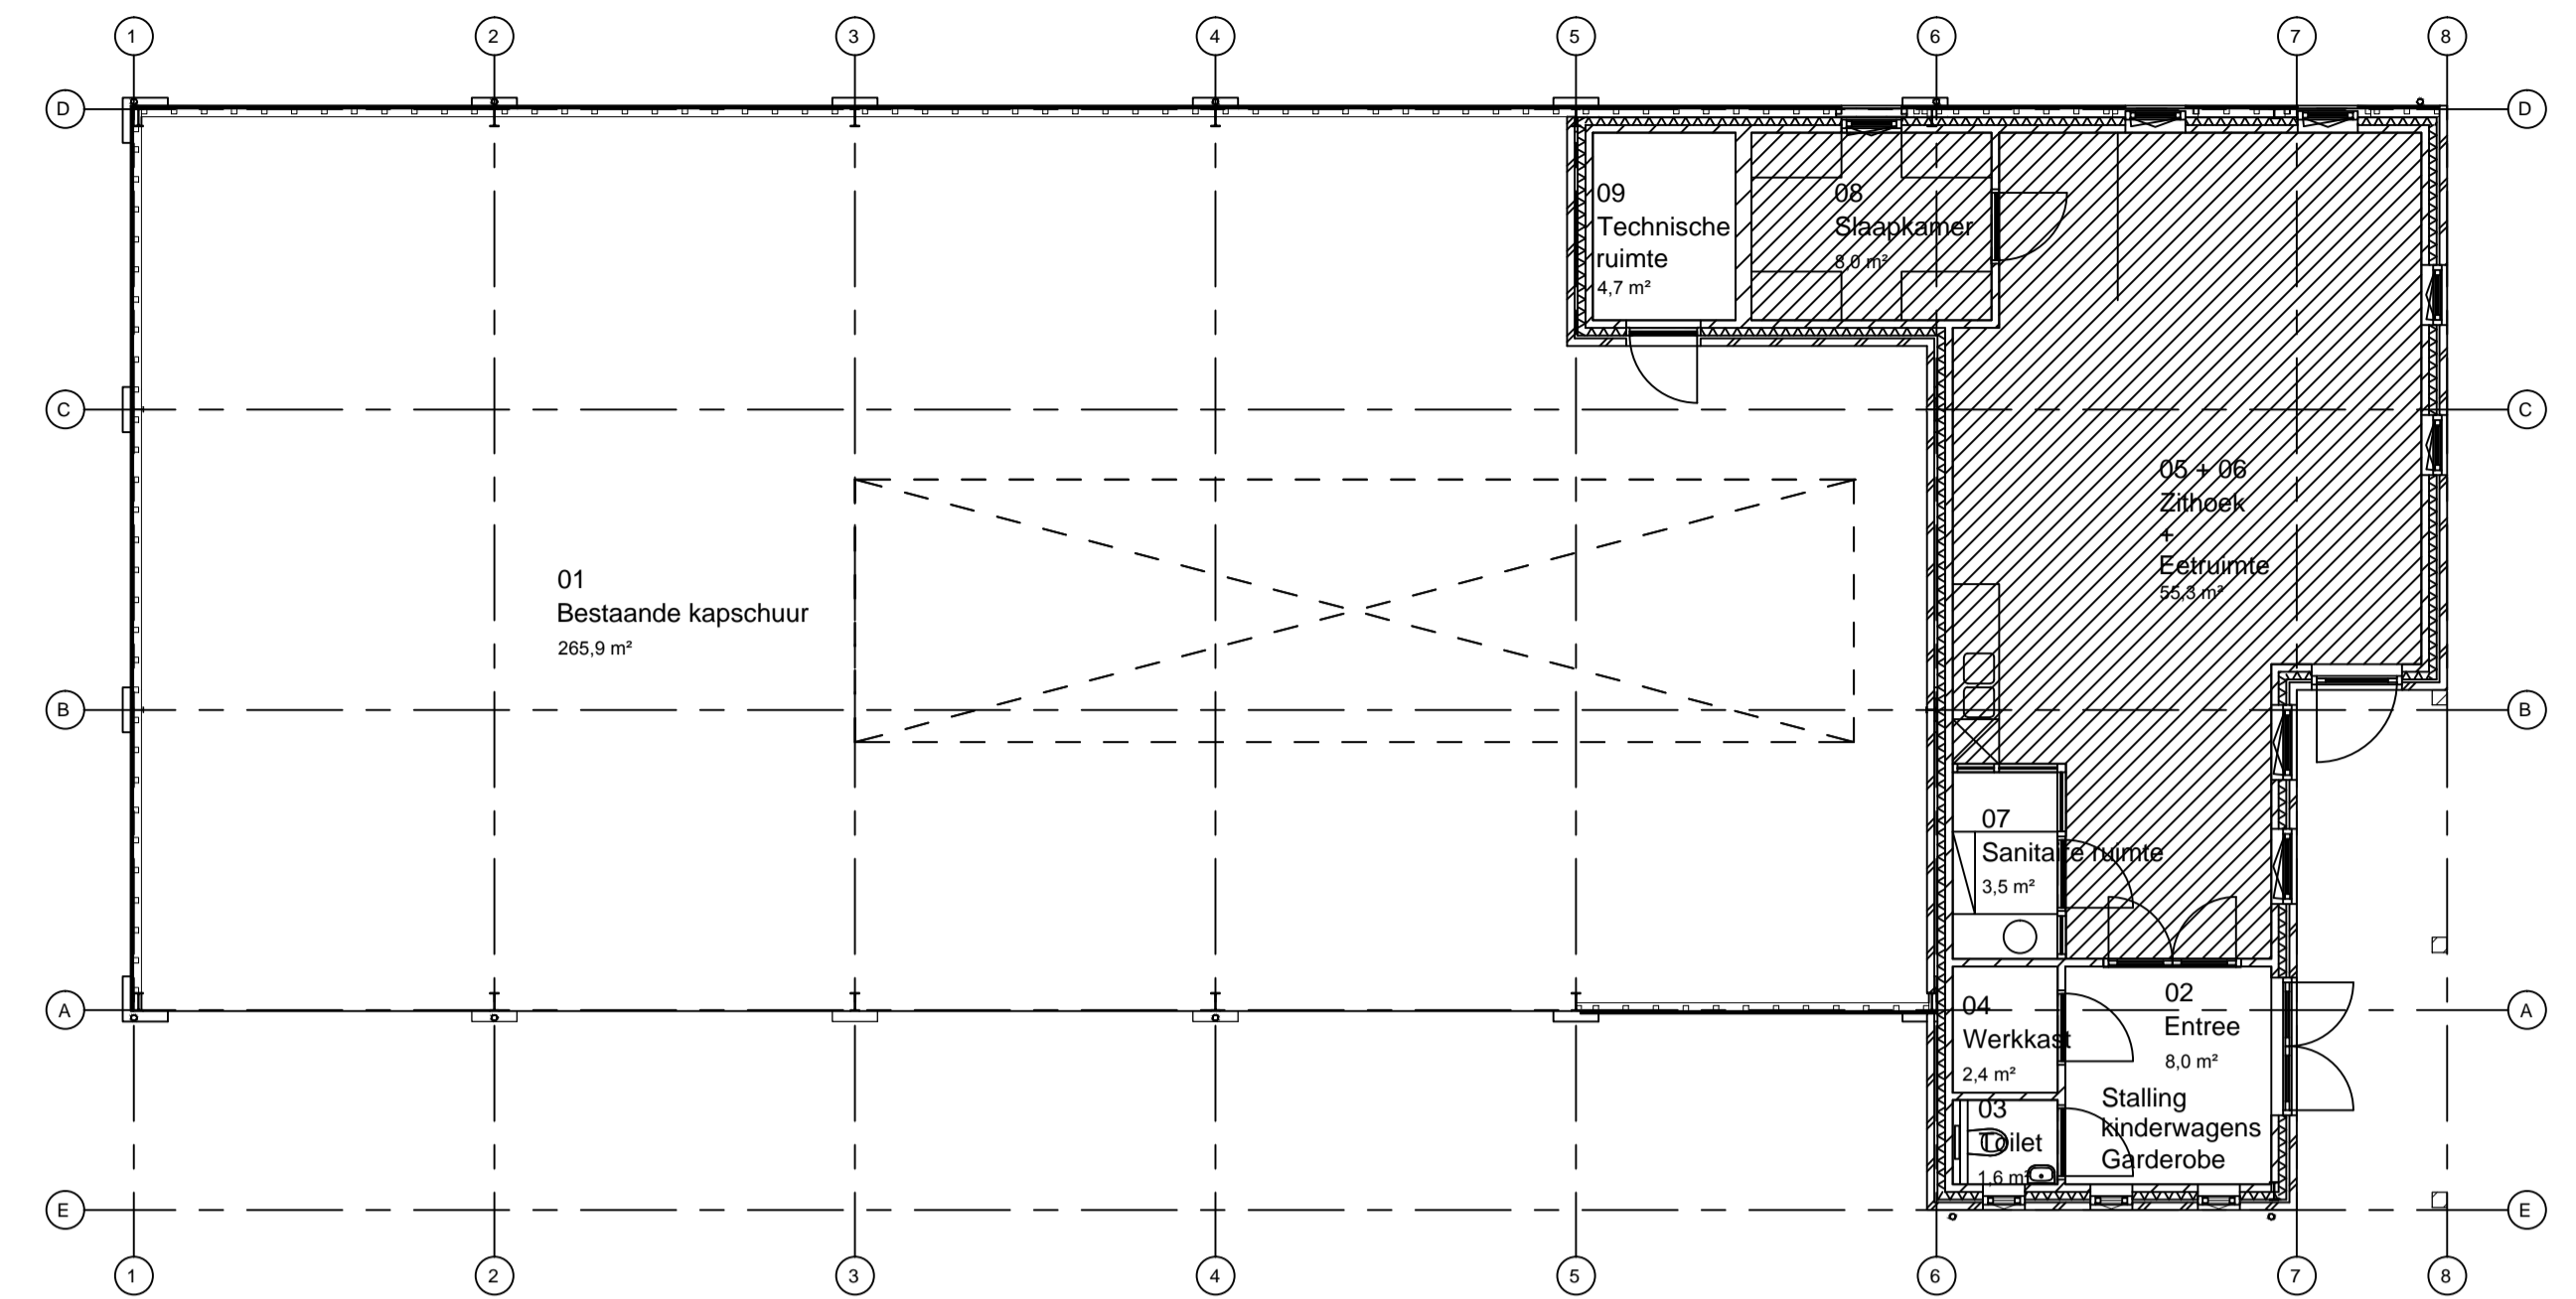 1 2 3 4 5 6 7 8
D D
09
Technische
ruimte
4,7 m²
08
Slaapkamer
8,0 m²
C C
05 + 06
Zithoek
+
Eetruimte
55,3 m²
01
Bestaande kapschuur
265,9 m²
B B
07
Sanitaire ruimte
3,5 m²
A A
04
Werkkast
2,4 m²
02
Entree
8,0 m²
Stalling
kinderwagens
Garderobe
03
Toilet
1,6 m²
E E
1 2 3 4 5 6 7 8